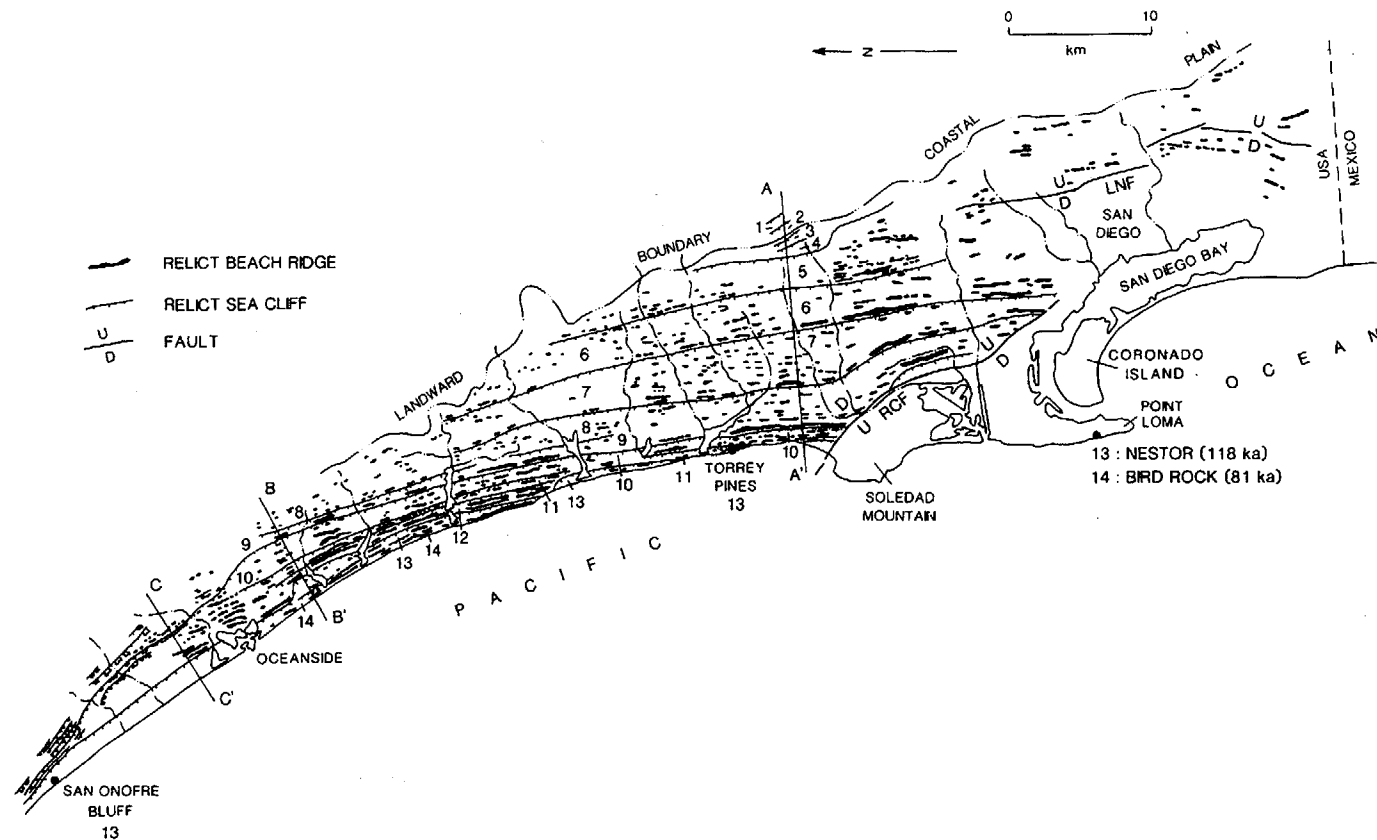 0 10
km
N
PLAIN
COASTAL
BOUNDARY
LANDWARD
U
D
USA
MEXICO
A
1 2
3
4
5
6
7
U
D
LNF
SAN
DIEGO
SAN DIEGO BAY
RELICT BEACH RIDGE
RELICT SEA CLIFF
U
D
FAULT
6
7
8
9
U
D
D
U
RCF
CORONADO
ISLAND
POINT
LOMA
OCEAN
10
A'
11
TORREY
PINES
13
SOLEDAD
MOUNTAIN
13 : NESTOR (118 ka)
14 : BIRD ROCK (81 ka)
10
13
11
12
14
13
B
8
9
10
14
B'
C
C'
OCEANSIDE
PACIFIC
SAN ONOFRE
BLUFF
13